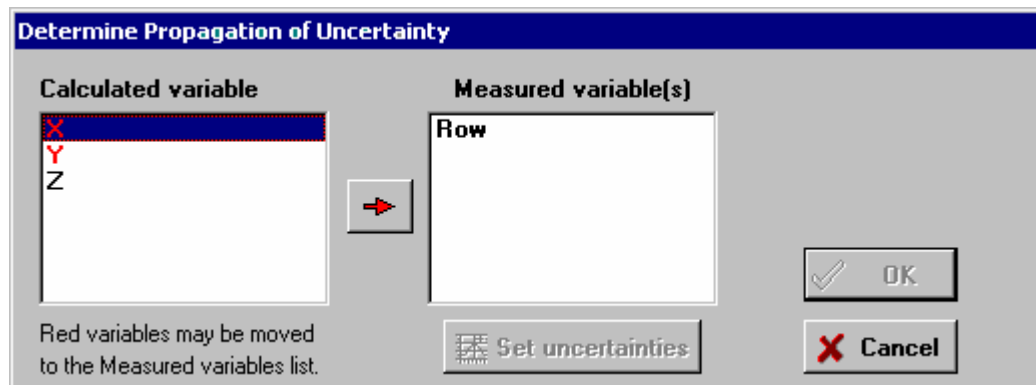 Determine Propagation of Uncertainty
Calculated variable
Measured variable(s)
X
Y
Z
Row
OK
Red variables may be moved
to the Measured variables list.
Set uncertainties
Cancel